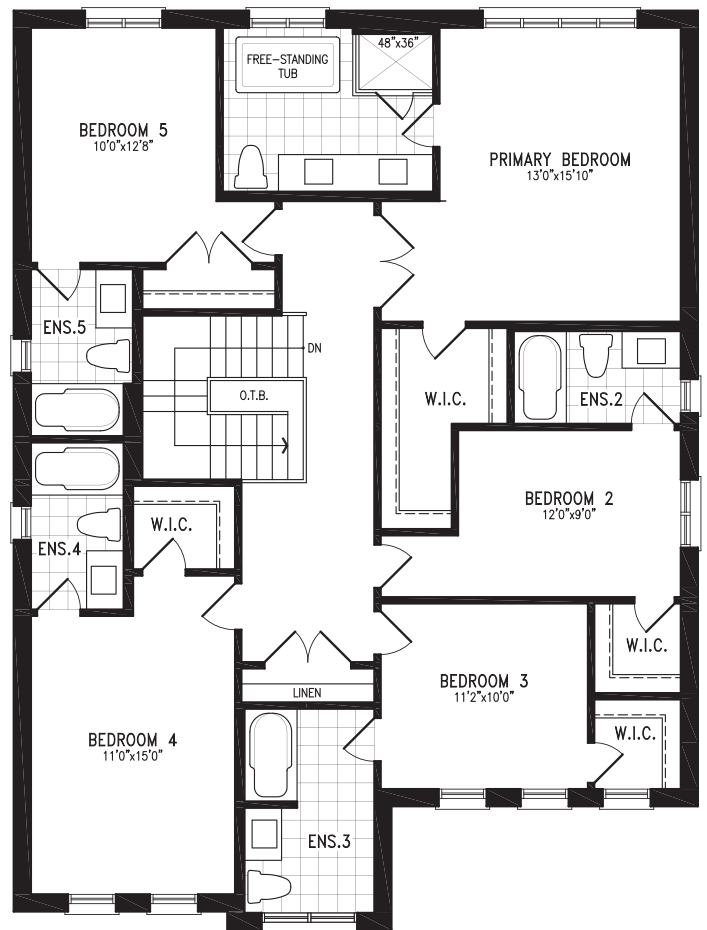 48"x36"
FREE-STANDING
TUB
BEDROOM 5
10'0"x12'8"
PRIMARY BEDROOM
13'0"x15'10"
ENS.5
DN
O.T.B.
W.I.C.
ENS.2
BEDROOM 2
12'0"x9'0"
W.I.C.
ENS.4
W.I.C.
BEDROOM 3
11'2"x10'0"
LINEN
W.I.C.
BEDROOM 4
11'0"x15'0"
ENS.3